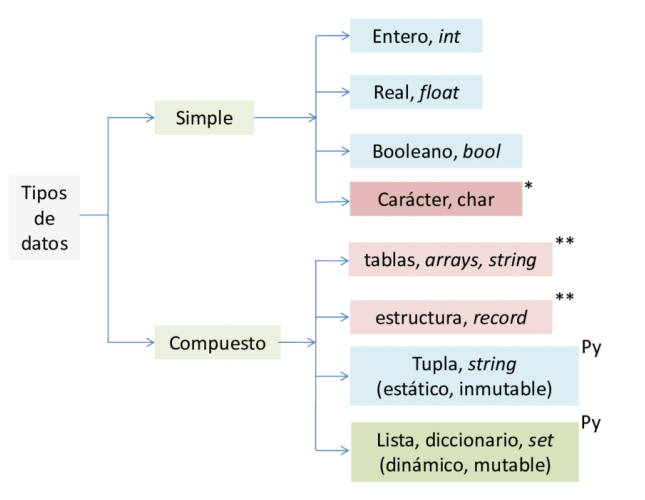 Tipos
de
datos
Simple
Entero, int
Real, float
Booleano, bool
Carácter, char *
Compuesto
tablas, arrays, string **
estructura, record **
Tupla, string Py
(estático, inmutable)
Lista, diccionario, set Py
(dinámico, mutable)